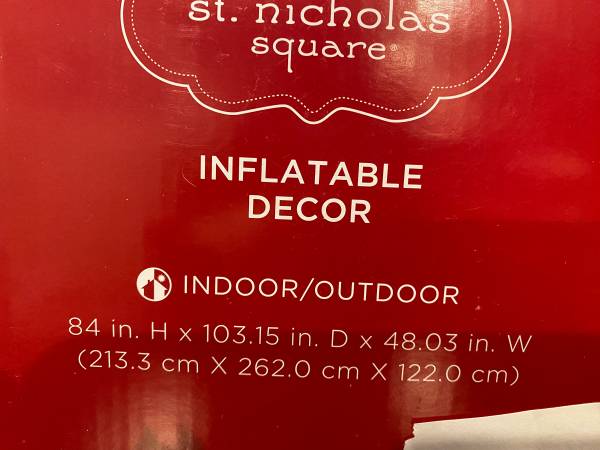 st. nicholas
square®
INFLATABLE
DECOR
INDOOR/OUTDOOR
84 in. H x 103.15 in. D x 48.03 in. W
(213.3 cm X 262.0 cm X 122.0 cm)